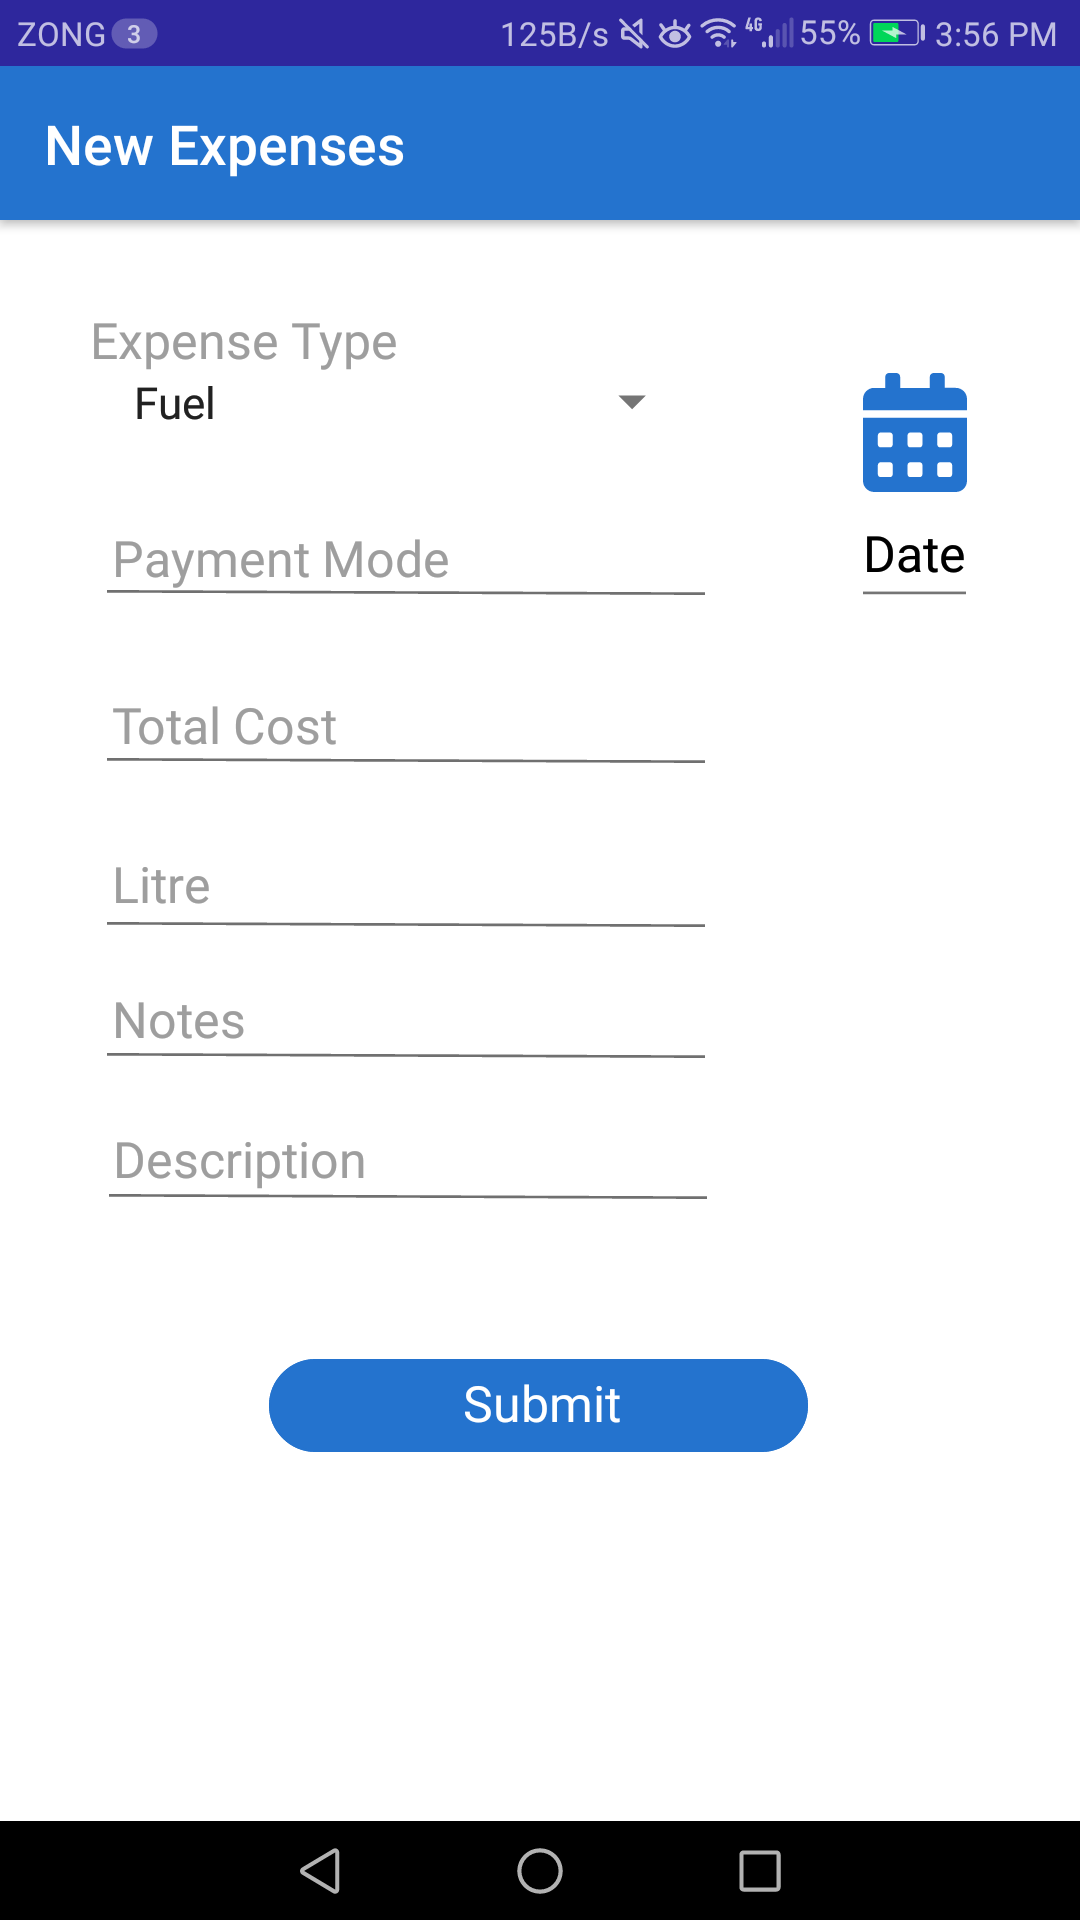 ZONG 3 125B/s 4G 55% 3:56 PM
New Expenses
Expense Type
Fuel
Payment Mode
Date
Total Cost
Litre
Notes
Description
Submit